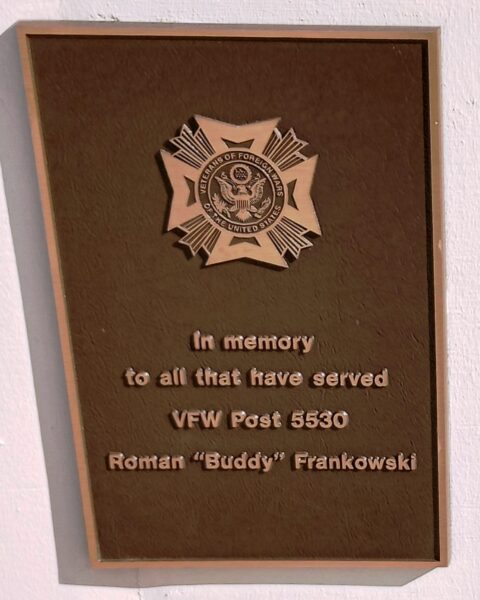 VETERANS OF FOREIGN WARS
OF THE UNITED STATES
In memory
to all that have served
VFW Post 5530
Roman “Buddy” Frankowski